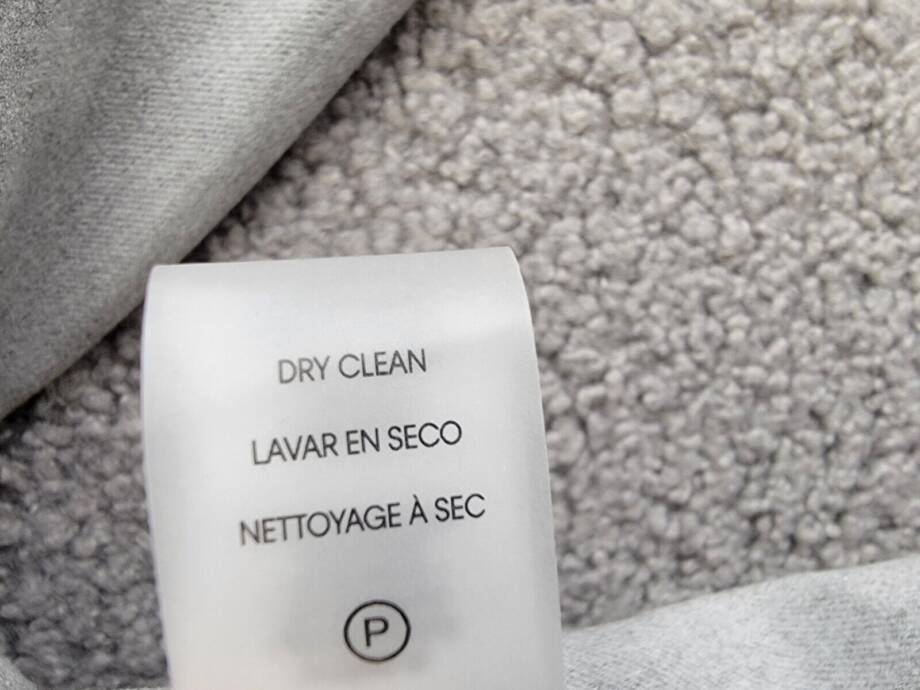 DRY CLEAN
LAVAR EN SECO
NETTOYAGE À SEC
P